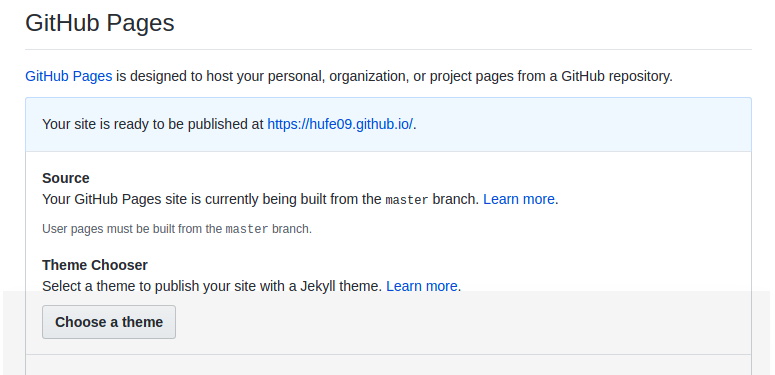 GitHub Pages
GitHub Pages is designed to host your personal, organization, or project pages from a GitHub repository.
Your site is ready to be published at https://hufe09.github.io/.
Source
Your GitHub Pages site is currently being built from the master branch. Learn more.
User pages must be built from the master branch.
Theme Chooser
Select a theme to publish your site with a Jekyll theme. Learn more.
Choose a theme